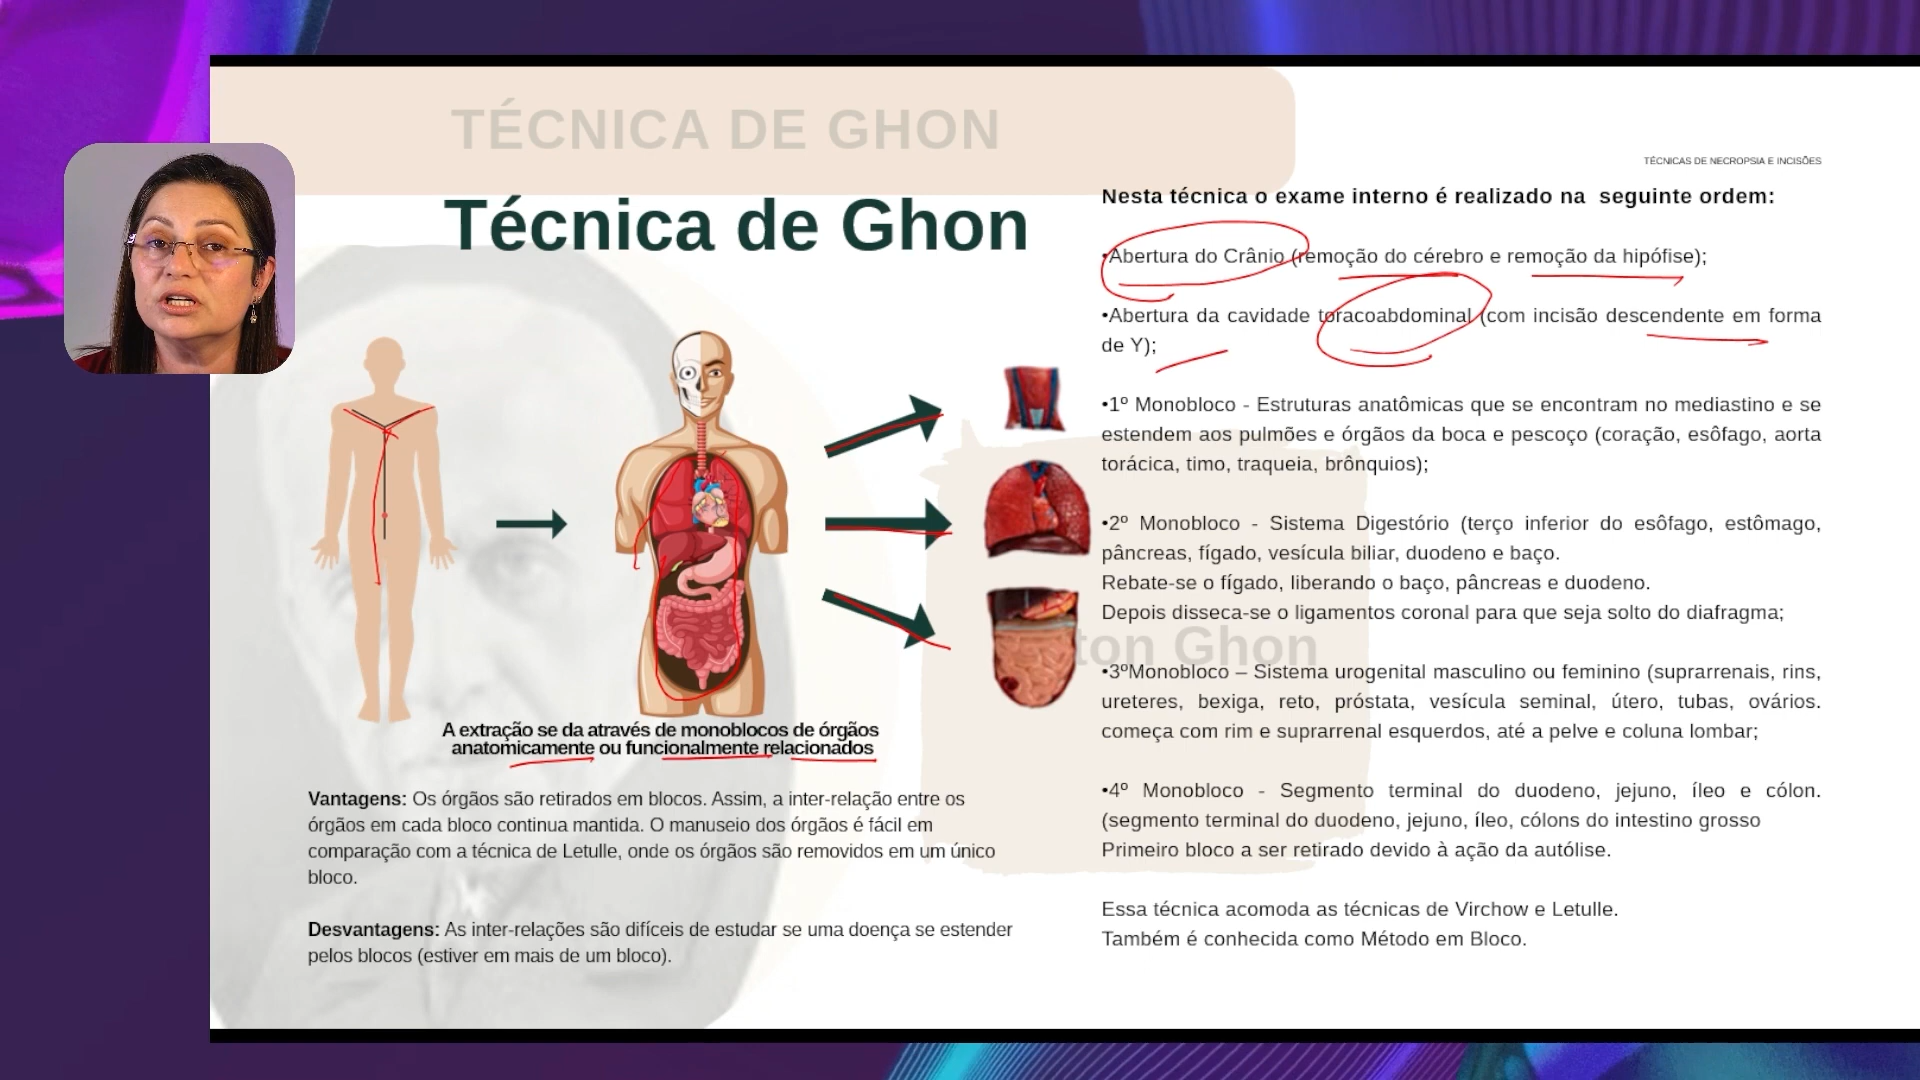 TÉCNICA DE GHON
Técnica de Ghon
A extração se da através de monoblocos de órgãos
anatomicamente ou funcionalmente relacionados
Vantagens: Os órgãos são retirados em blocos. Assim, a inter-relação entre os
órgãos em cada bloco continua mantida. O manuseio dos órgãos é fácil em
comparação com a técnica de Letulle, onde os órgãos são removidos em um único
bloco.
Desvantagens: As inter-relações são difíceis de estudar se uma doença se estender
pelos blocos (estiver em mais de um bloco).
TÉCNICAS DE NECROPSIA E INCISÕES
Nesta técnica o exame interno é realizado na seguinte ordem:
•Abertura do Crânio (remoção do cérebro e remoção da hipófise);
•Abertura da cavidade toracoabdominal (com incisão descendente em forma
de Y);
•1º Monobloco - Estruturas anatômicas que se encontram no mediastino e se
estendem aos pulmões e órgãos da boca e pescoço (coração, esôfago, aorta
torácica, timo, traqueia, brônquios);
•2º Monobloco - Sistema Digestório (terço inferior do esôfago, estômago,
pâncreas, fígado, vesícula biliar, duodeno e baço.
Rebate-se o fígado, liberando o baço, pâncreas e duodeno.
Depois disseca-se o ligamentos coronal para que seja solto do diafragma;
ton Ghon
•3ºMonobloco – Sistema urogenital masculino ou feminino (suprarrenais, rins,
ureteres, bexiga, reto, próstata, vesícula seminal, útero, tubas, ovários.
começa com rim e suprarrenal esquerdos, até a pelve e coluna lombar;
•4º Monobloco - Segmento terminal do duodeno, jejuno, íleo e cólon.
(segmento terminal do duodeno, jejuno, íleo, cólons do intestino grosso
Primeiro bloco a ser retirado devido à ação da autólise.
Essa técnica acomoda as técnicas de Virchow e Letulle.
Também é conhecida como Método em Bloco.